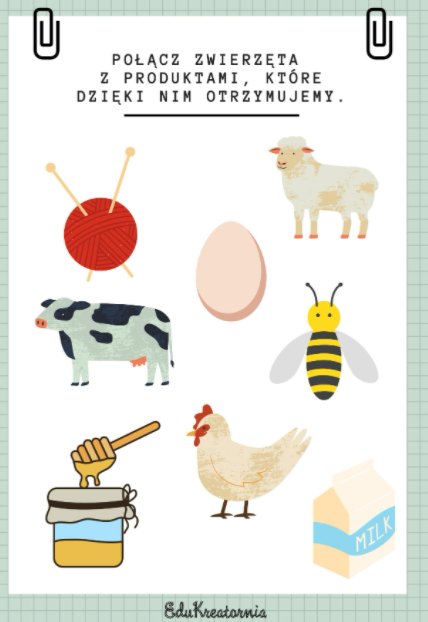 POŁĄCZ ZWIERZĘTA
Z PRODUKTAMI, KTÓRE
DZIĘKI NIM OTRZYMUJEMY.
MILK
EduKreatornia